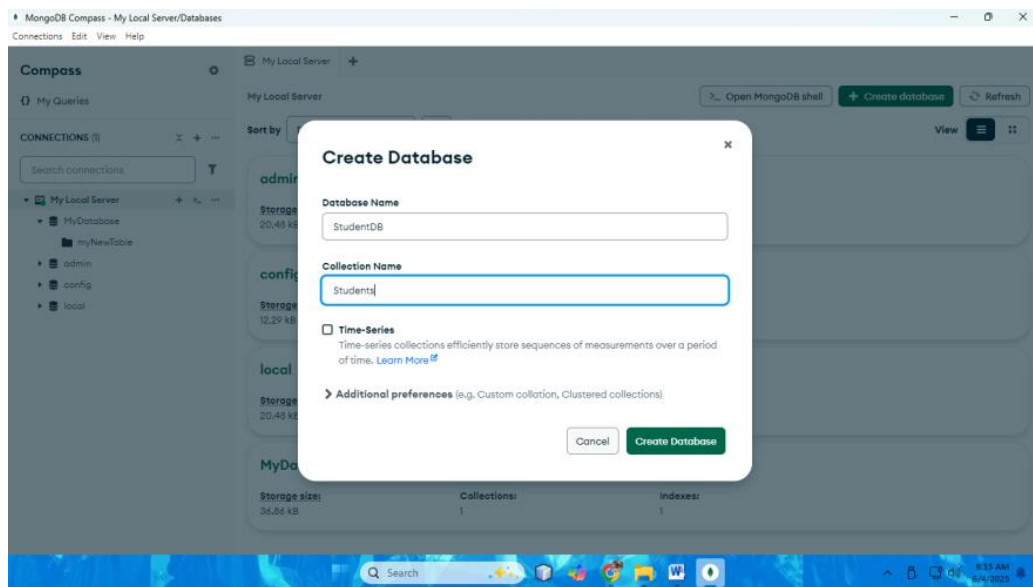 MongoDB Compass - My Local Server/Databases
Connections Edit View Help
Compass
My Local Server
{} My Queries
My Local Server
>_ Open MongoDB shell
+ Create database
Refresh
CONNECTIONS (1)
Sort by
View
Search connections
My Local Server
MyDatabase
myNewTable
admin
config
local
Create Database
Database Name
StudentDB
Collection Name
Students
Time-Series
Time-series collections efficiently store sequences of measurements over a period
of time. Learn More
Additional preferences (e.g. Custom collation, Clustered collections)
Cancel
Create Database
admin
Storage
20.48 kB
config
Storage
12.29 kB
local
Storage
20.48 kB
MyDa
Storage size:
36.86 kB
Collections:
1
Indexes:
1
Search
9:35 AM
6/4/2025